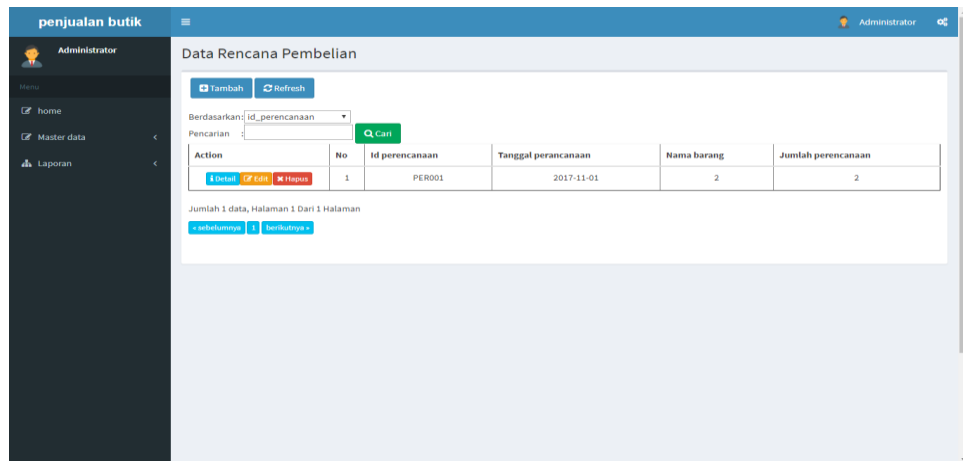 penjualan butik
Administrator
Administrator
Menu
home
Master data
Laporan
Data Rencana Pembelian
Tambah Refresh
Berdasarkan: id_perencanaan
Pencarian :
Cari
Action No Id perencanaan Tanggal perancanaan Nama barang Jumlah perencanaan
Detail Edit Hapus 1 PER001 2017-11-01 2 2
Jumlah 1 data, Halaman 1 Dari 1 Halaman
« sebelumnya 1 berikutnya »